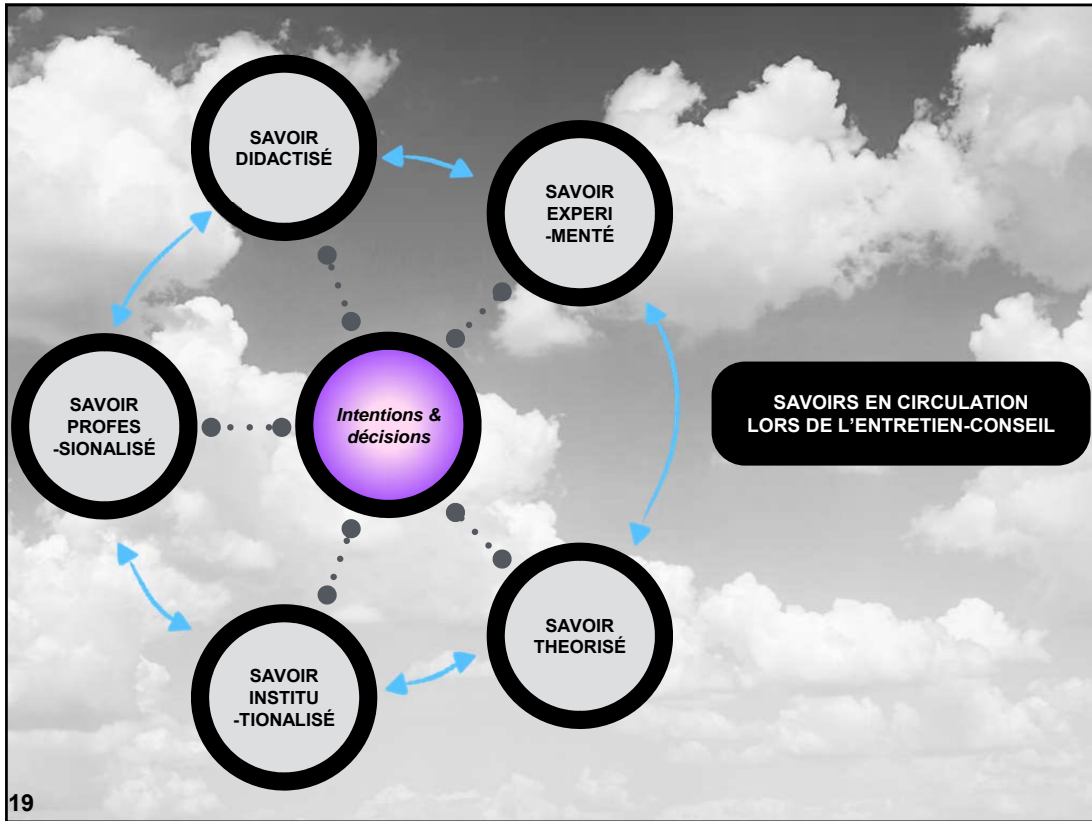 SAVOIR
DIDACTISÉ
SAVOIR
EXPERI
-MENTÉ
SAVOIR
PROFES
-SIONALISÉ
Intentions &
décisions
SAVOIRS EN CIRCULATION
LORS DE L’ENTRETIEN-CONSEIL
SAVOIR
THEORISÉ
SAVOIR
INSTITU
-TIONALISÉ
19